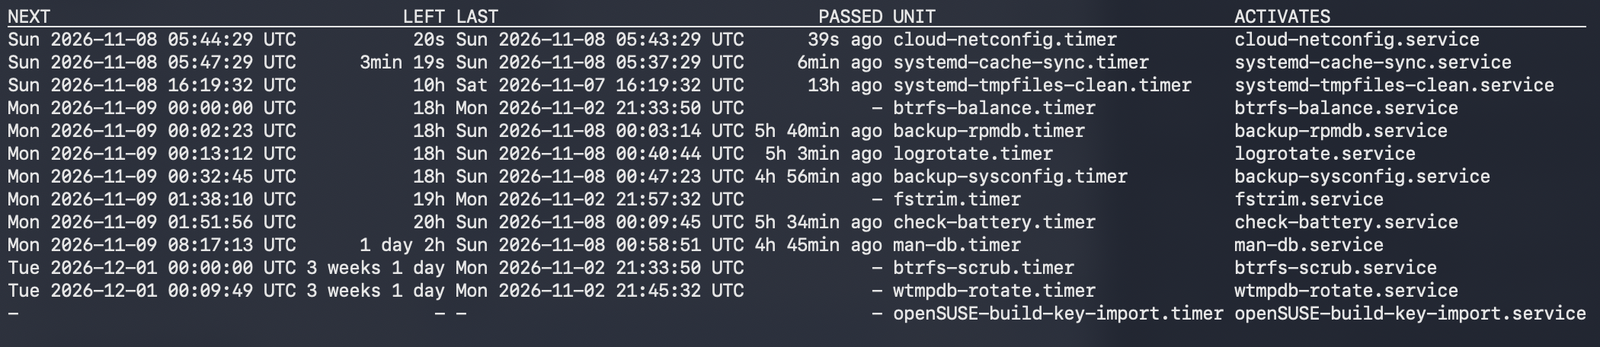 NEXT LEFT LAST PASSED UNIT ACTIVATES
Sun 2026-11-08 05:44:29 UTC 20s Sun 2026-11-08 05:43:29 UTC 39s ago cloud-netconfig.timer cloud-netconfig.service
Sun 2026-11-08 05:47:29 UTC 3min 19s Sun 2026-11-08 05:37:29 UTC 6min ago systemd-cache-sync.timer systemd-cache-sync.service
Sun 2026-11-08 16:19:32 UTC 10h Sat 2026-11-07 16:19:32 UTC 13h ago systemd-tmpfiles-clean.timer systemd-tmpfiles-clean.service
Mon 2026-11-09 00:00:00 UTC 18h Mon 2026-11-02 21:33:50 UTC - btrfs-balance.timer btrfs-balance.service
Mon 2026-11-09 00:02:23 UTC 18h Sun 2026-11-08 00:03:14 UTC 5h 40min ago backup-rpmdb.timer backup-rpmdb.service
Mon 2026-11-09 00:13:12 UTC 18h Sun 2026-11-08 00:40:44 UTC 5h 3min ago logrotate.timer logrotate.service
Mon 2026-11-09 00:32:45 UTC 18h Sun 2026-11-08 00:47:23 UTC 4h 56min ago backup-sysconfig.timer backup-sysconfig.service
Mon 2026-11-09 01:38:10 UTC 19h Mon 2026-11-02 21:57:32 UTC - fstrim.timer fstrim.service
Mon 2026-11-09 01:51:56 UTC 20h Sun 2026-11-08 00:09:45 UTC 5h 34min ago check-battery.timer check-battery.service
Mon 2026-11-09 08:17:13 UTC 1 day 2h Sun 2026-11-08 00:58:51 UTC 4h 45min ago man-db.timer man-db.service
Tue 2026-12-01 00:00:00 UTC 3 weeks 1 day Mon 2026-11-02 21:33:50 UTC - btrfs-scrub.timer btrfs-scrub.service
Tue 2026-12-01 00:09:49 UTC 3 weeks 1 day Mon 2026-11-02 21:45:32 UTC - wtmpdb-rotate.timer wtmpdb-rotate.service
- - - - openSUSE-build-key-import.timer openSUSE-build-key-import.service